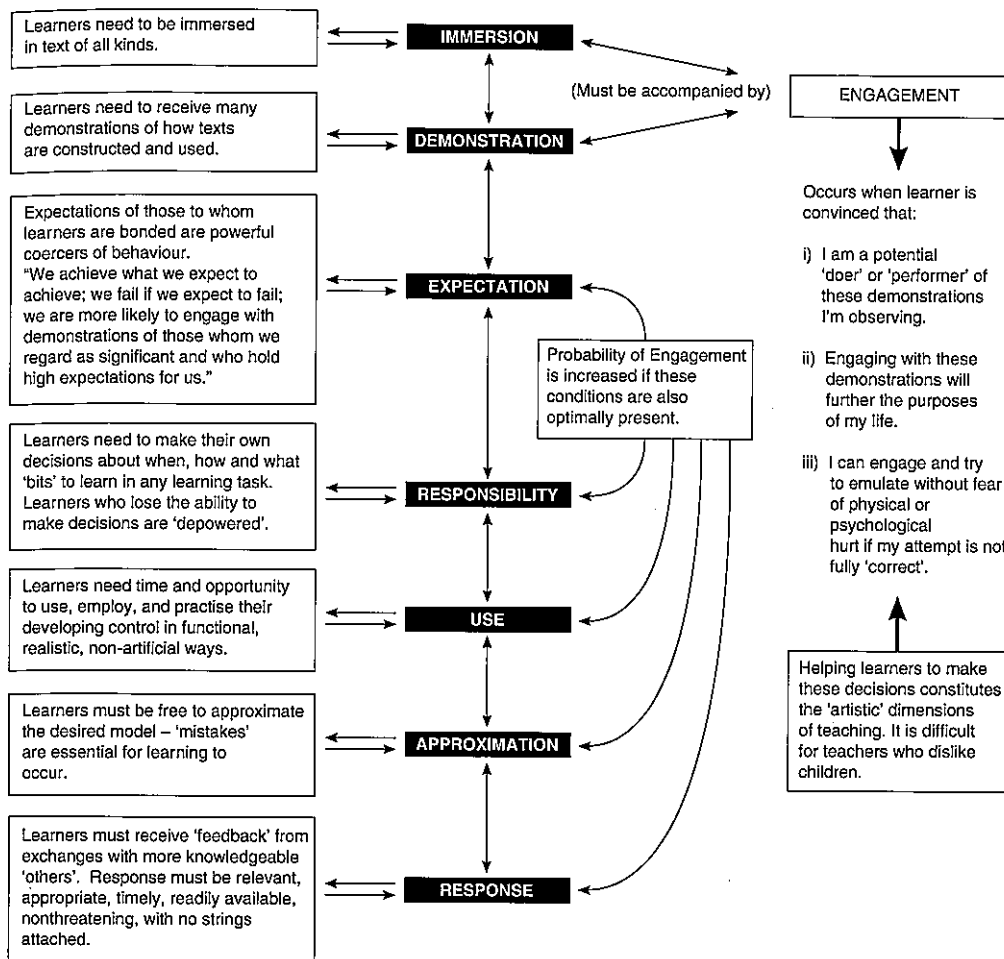 Learners need to be immersed
in text of all kinds.
IMMERSION
(Must be accompanied by)
ENGAGEMENT
Learners need to receive many
demonstrations of how texts
are constructed and used.
DEMONSTRATION
Occurs when learner is
convinced that:
i) I am a potential
'doer' or 'performer' of
these demonstrations
I'm observing.
ii) Engaging with these
demonstrations will
further the purposes
of my life.
iii) I can engage and try
to emulate without fear
of physical or
psychological
hurt if my attempt is not
fully 'correct'.
Expectations of those to whom
learners are bonded are powerful
coercers of behaviour.
"We achieve what we expect to
achieve; we fail if we expect to fail;
we are more likely to engage with
demonstrations of those whom we
regard as significant and who hold
high expectations for us."
EXPECTATION
Probability of Engagement
is increased if these
conditions are also
optimally present.
Learners need to make their own
decisions about when, how and what
'bits' to learn in any learning task.
Learners who lose the ability to
make decisions are 'depowered'.
RESPONSIBILITY
Learners need time and opportunity
to use, employ, and practise their
developing control in functional,
realistic, non-artificial ways.
USE
Helping learners to make
these decisions constitutes
the 'artistic' dimensions
of teaching. It is difficult
for teachers who dislike
children.
Learners must be free to approximate
the desired model – 'mistakes'
are essential for learning to
occur.
APPROXIMATION
Learners must receive 'feedback' from
exchanges with more knowledgeable
'others'. Response must be relevant,
appropriate, timely, readily available,
nonthreatening, with no strings
attached.
RESPONSE